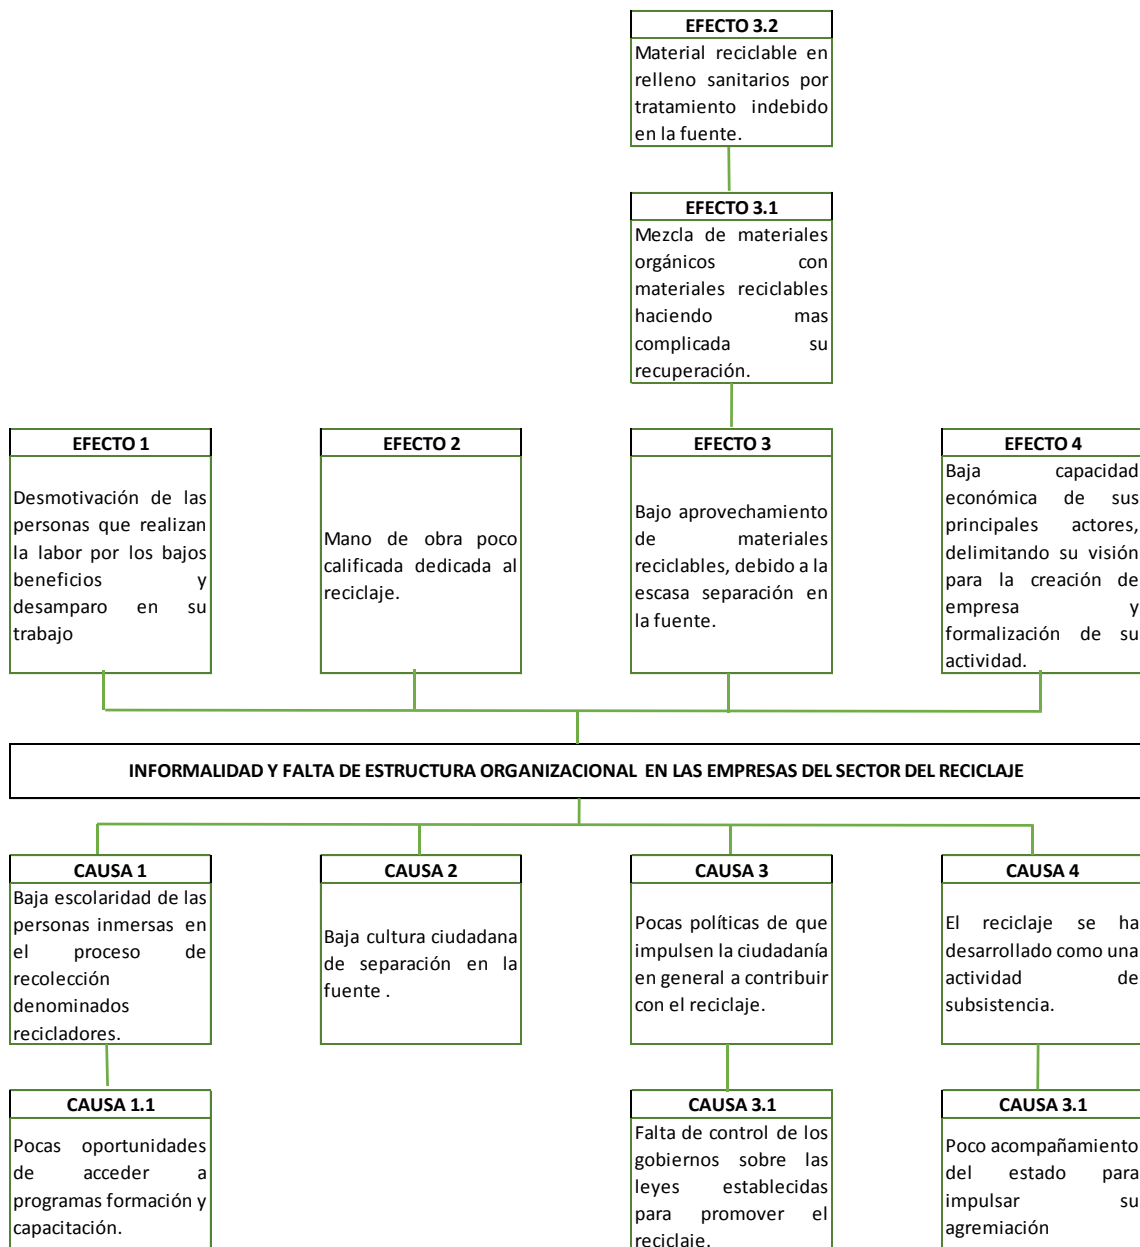 EFECTO 3.2
Material reciclable en
relleno sanitarios por
tratamiento indebido
en la fuente.
EFECTO 3.1
Mezcla de materiales
orgánicos con
materiales reciclables
haciendo mas
complicada su
recuperación.
EFECTO 1
Desmotivación de las
personas que realizan
la labor por los bajos
beneficios y
desamparo en su
trabajo
EFECTO 2
Mano de obra poco
calificada dedicada al
reciclaje.
EFECTO 3
Bajo aprovechamiento
de materiales
reciclables, debido a la
escasa separación en
la fuente.
EFECTO 4
Baja capacidad
económica de sus
principales actores,
delimitando su visión
para la creación de
empresa y
formalización de su
actividad.
INFORMALIDAD Y FALTA DE ESTRUCTURA ORGANIZACIONAL EN LAS EMPRESAS DEL SECTOR DEL RECICLAJE
CAUSA 1
Baja escolaridad de las
personas inmersas en
el proceso de
recolección
denominados
recicladores.
CAUSA 2
Baja cultura ciudadana
de separación en la
fuente .
CAUSA 3
Pocas políticas de que
impulsen la ciudadanía
en general a contribuir
con el reciclaje.
CAUSA 4
El reciclaje se ha
desarrollado como una
actividad de
subsistencia.
CAUSA 1.1
Pocas oportunidades
de acceder a
programas formación y
capacitación.
CAUSA 3.1
Falta de control de los
gobiernos sobre las
leyes establecidas
para promover el
reciclaje.
CAUSA 3.1
Poco acompañamiento
del estado para
impulsar su
agremiación